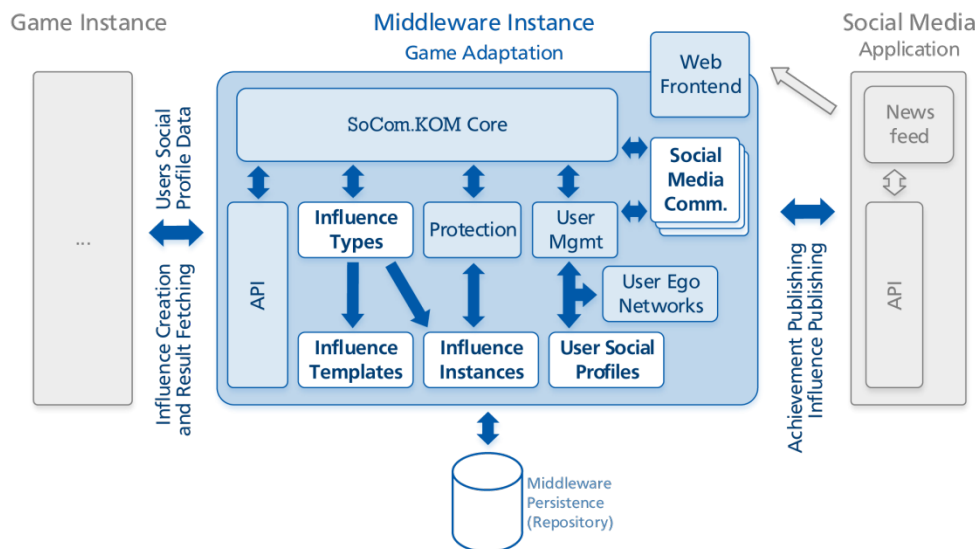 Game Instance
Middleware Instance
Game Adaptation
Social Media
Application
Web
Frontend
News
feed
SoCom.KOM Core
Users Social
Profile Data
Social
Media
Comm.
...
API
Influence
Types
Protection
User
Mgmt
User Ego
Networks
API
Influence Creation
and Result Fetching
Influence
Templates
Influence
Instances
User Social
Profiles
Achievement Publishing
Influence Publishing
Middleware
Persistence
(Repository)